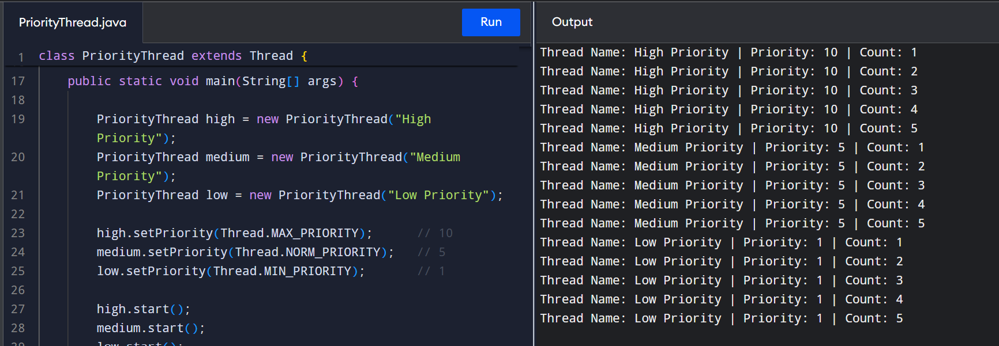 PriorityThread.java
Run
1 class PriorityThread extends Thread {
17 public static void main(String[] args) {
18
19 PriorityThread high = new PriorityThread("High
Priority");
20 PriorityThread medium = new PriorityThread("Medium
Priority");
21 PriorityThread low = new PriorityThread("Low Priority");
22
23 high.setPriority(Thread.MAX_PRIORITY); // 10
24 medium.setPriority(Thread.NORM_PRIORITY); // 5
25 low.setPriority(Thread.MIN_PRIORITY); // 1
26
27 high.start();
28 medium.start();
29 low.start();
Output
Thread Name: High Priority | Priority: 10 | Count: 1
Thread Name: High Priority | Priority: 10 | Count: 2
Thread Name: High Priority | Priority: 10 | Count: 3
Thread Name: High Priority | Priority: 10 | Count: 4
Thread Name: High Priority | Priority: 10 | Count: 5
Thread Name: Medium Priority | Priority: 5 | Count: 1
Thread Name: Medium Priority | Priority: 5 | Count: 2
Thread Name: Medium Priority | Priority: 5 | Count: 3
Thread Name: Medium Priority | Priority: 5 | Count: 4
Thread Name: Medium Priority | Priority: 5 | Count: 5
Thread Name: Low Priority | Priority: 1 | Count: 1
Thread Name: Low Priority | Priority: 1 | Count: 2
Thread Name: Low Priority | Priority: 1 | Count: 3
Thread Name: Low Priority | Priority: 1 | Count: 4
Thread Name: Low Priority | Priority: 1 | Count: 5